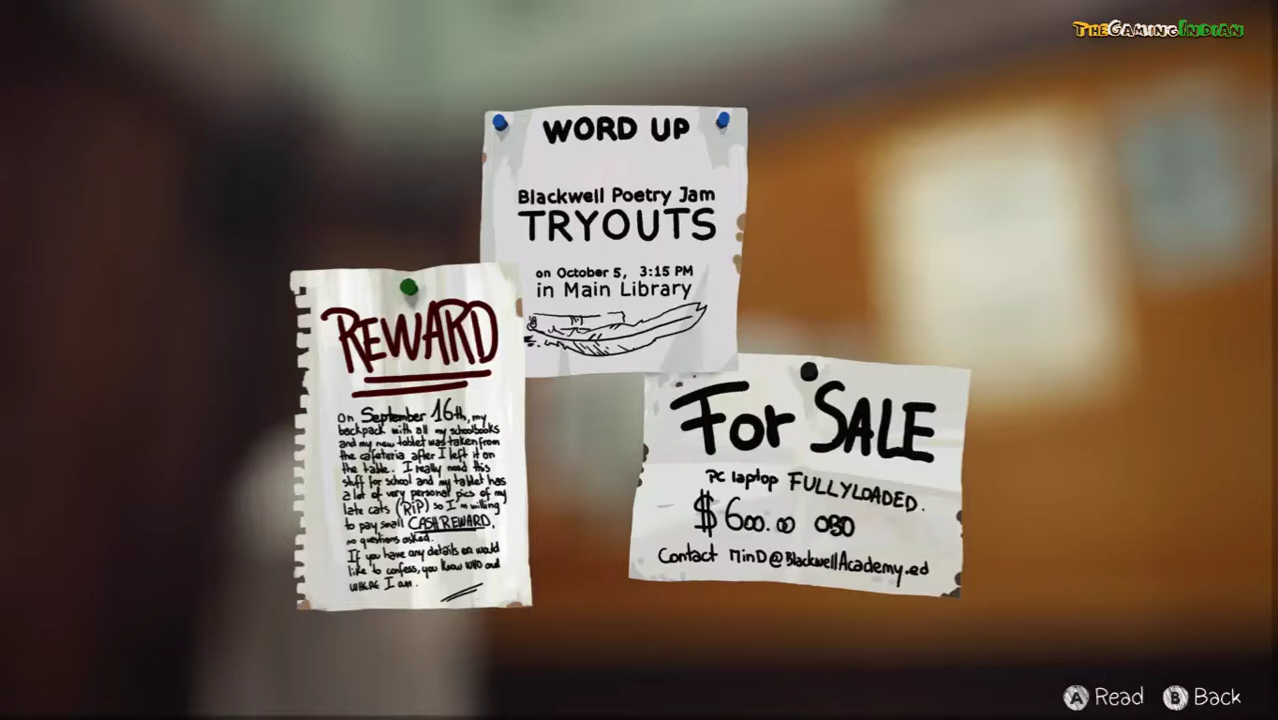 THEGAMINGINDIAN
WORD UP
Blackwell Poetry Jam
TRYOUTS
on October 5, 3:15 PM
in Main Library
REWARD
On September 16th, my
backpack with all my schoolbooks
and my new tablet was taken from
the cafeteria after I left it on
the table. I really need this
stuff for school and my tablet has
a lot of very personal pics of my
late cats (RiP) so I'm willing
to pay small CASH REWARD,
no questions asked.
If you have any details or would
like to confess, you know WHO and
WHERE I am.
For SALE
PC laptop FULLYLOADED.
$600.00 OBO
Contact MinD@BlackwellAcademy.ed
A Read B Back